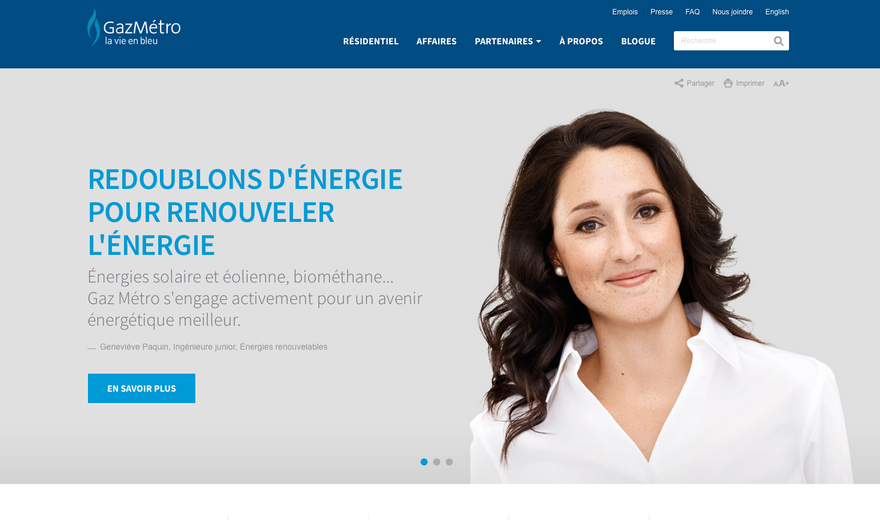 Emplois Presse FAQ Nous joindre English
GazMétro
la vie en bleu
RÉSIDENTIEL AFFAIRES PARTENAIRES À PROPOS BLOGUE Recherche
Partager Imprimer AAA+
REDOUBLONS D'ÉNERGIE
POUR RENOUVELER
L'ÉNERGIE
Énergies solaire et éolienne, biométhane...
Gaz Métro s'engage activement pour un avenir
énergétique meilleur.
— Geneviève Paquin, Ingénieure junior, Énergies renouvelables
EN SAVOIR PLUS